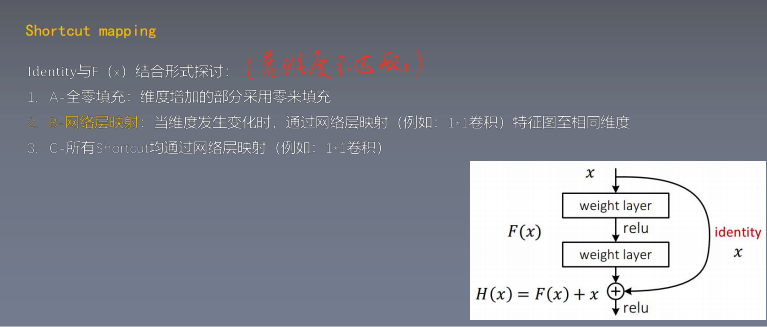 Shortcut mapping
Identity与F（x）结合形式探讨：（若维度不匹配）
1. A-全零填充：维度增加的部分采用零来填充
2. B-网络层映射：当维度发生变化时，通过网络层映射（例如：1*1卷积）特征图至相同维度
3. C-所有Shortcut均通过网络层映射（例如：1*1卷积）
x
weight layer
F(x)
relu
weight layer
identity
x
H(x) = F(x) + x
relu